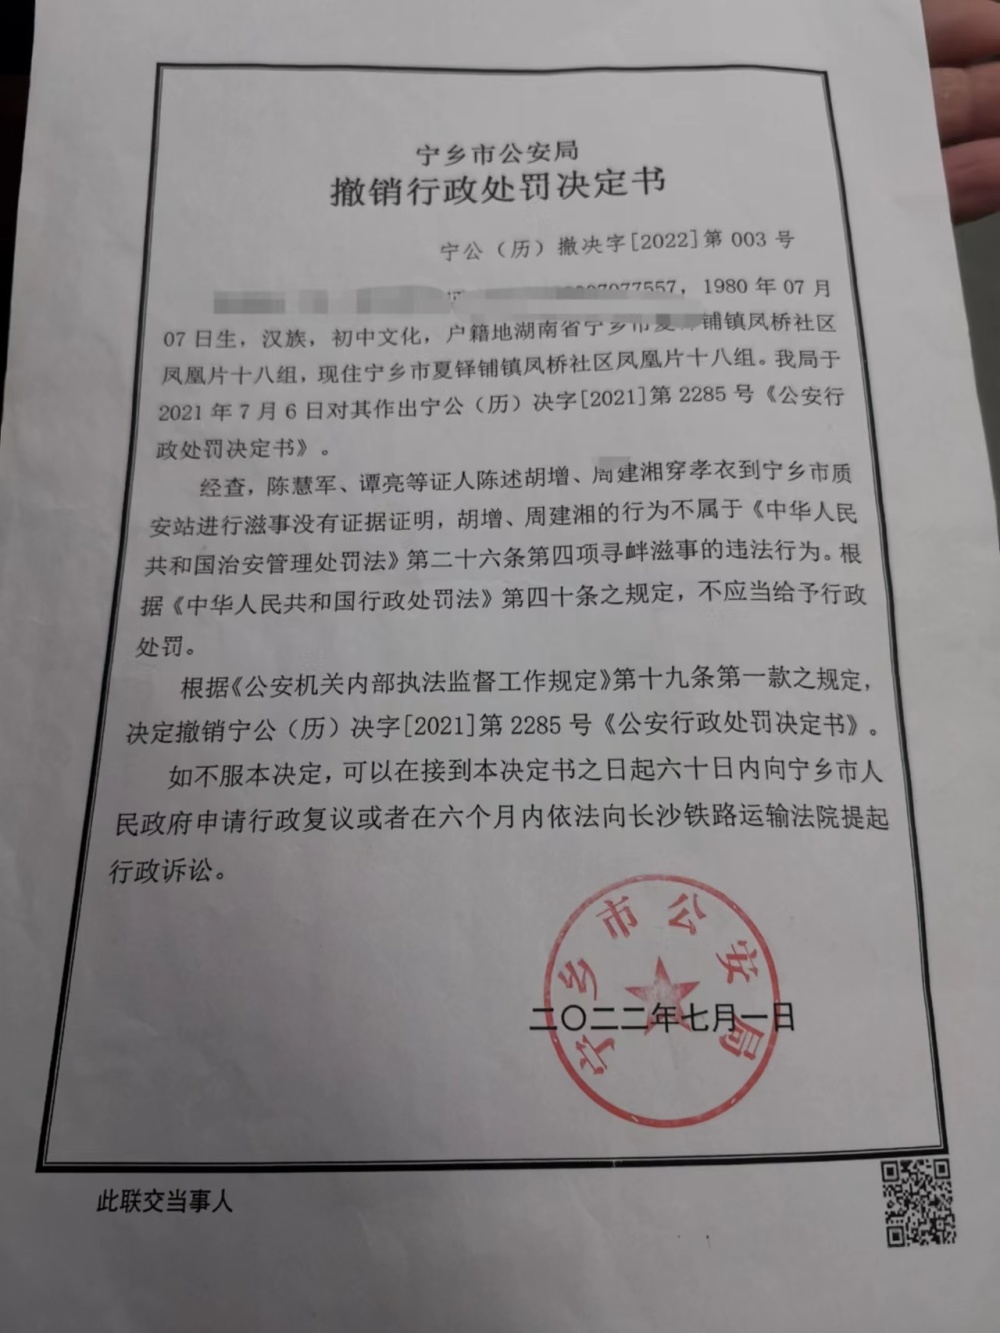 宁乡市公安局
撤销行政处罚决定书
宁公（历）撤决字[2022]第 003 号
7077557，1980 年 07 月
07 日生，汉族，初中文化，户籍地湖南省宁乡市夏铎铺镇凤桥社区
凤凰片十八组，现住宁乡市夏铎铺镇凤桥社区凤凰片十八组。我局于
2021 年 7 月 6 日对其作出宁公（历）决字[2021]第 2285 号《公安行
政处罚决定书》。
经查，陈慧军、谭亮等证人陈述胡增、周建湘穿孝衣到宁乡市质
安站进行滋事没有证据证明，胡增、周建湘的行为不属于《中华人民
共和国治安管理处罚法》第二十六条第四项寻衅滋事的违法行为。根
据《中华人民共和国行政处罚法》第四十条之规定，不应当给予行政
处罚。
根据《公安机关内部执法监督工作规定》第十九条第一款之规定，
决定撤销宁公（历）决字[2021]第 2285 号《公安行政处罚决定书》。
如不服本决定，可以在接到本决定书之日起六十日内向宁乡市人
民政府申请行政复议或者在六个月内依法向长沙铁路运输法院提起
行政诉讼。
宁乡市公安局
二〇二二年七月一日
此联交当事人